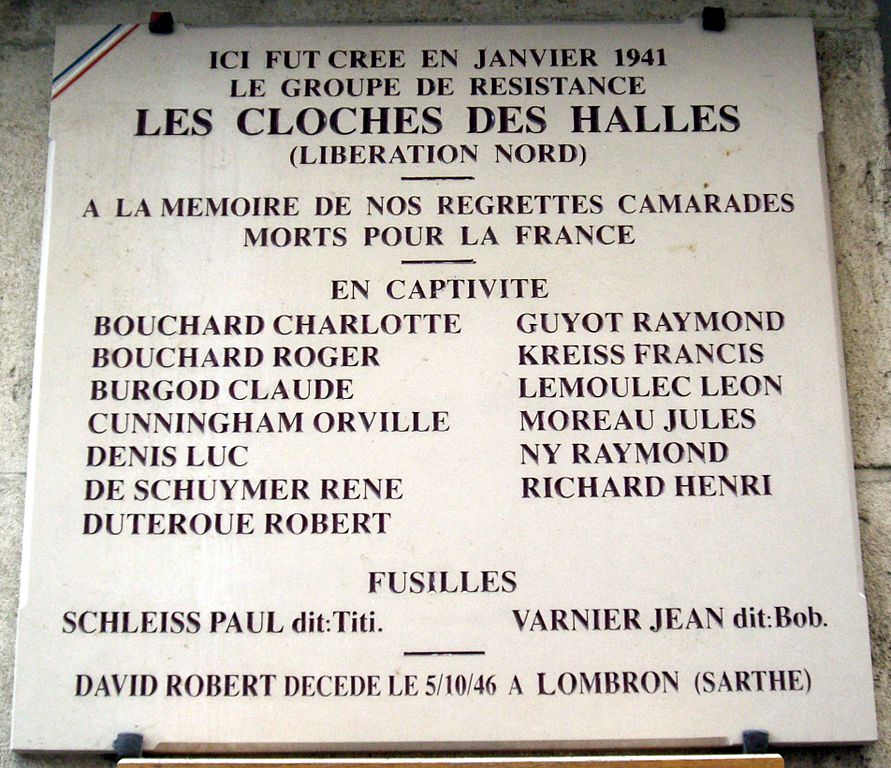 ICI FUT CREE EN JANVIER 1941
LE GROUPE DE RESISTANCE
LES CLOCHES DES HALLES
(LIBERATION NORD)
A LA MEMOIRE DE NOS REGRETTES CAMARADES
MORTS POUR LA FRANCE
EN CAPTIVITE
BOUCHARD CHARLOTTE GUYOT RAYMOND
BOUCHARD ROGER KREISS FRANCIS
BURGOD CLAUDE LEMOULEC LEON
CUNNINGHAM ORVILLE MOREAU JULES
DENIS LUC NY RAYMOND
DE SCHUYMER RENE RICHARD HENRI
DUTEROUE ROBERT
FUSILLES
SCHLEISS PAUL dit:Titi. VARNIER JEAN dit:Bob.
DAVID ROBERT DECEDE LE 5/10/46 A LOMBRON (SARTHE)